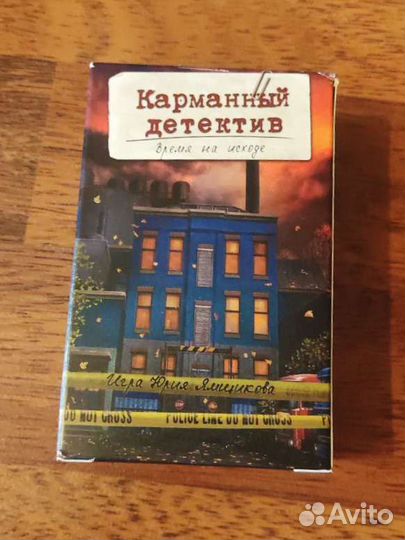 Карманный
детектив
Время на исходе
Игра Юрия Ямщикова
DO NOT CROSS POLICE LINE DO NOT CROSS P
Avito